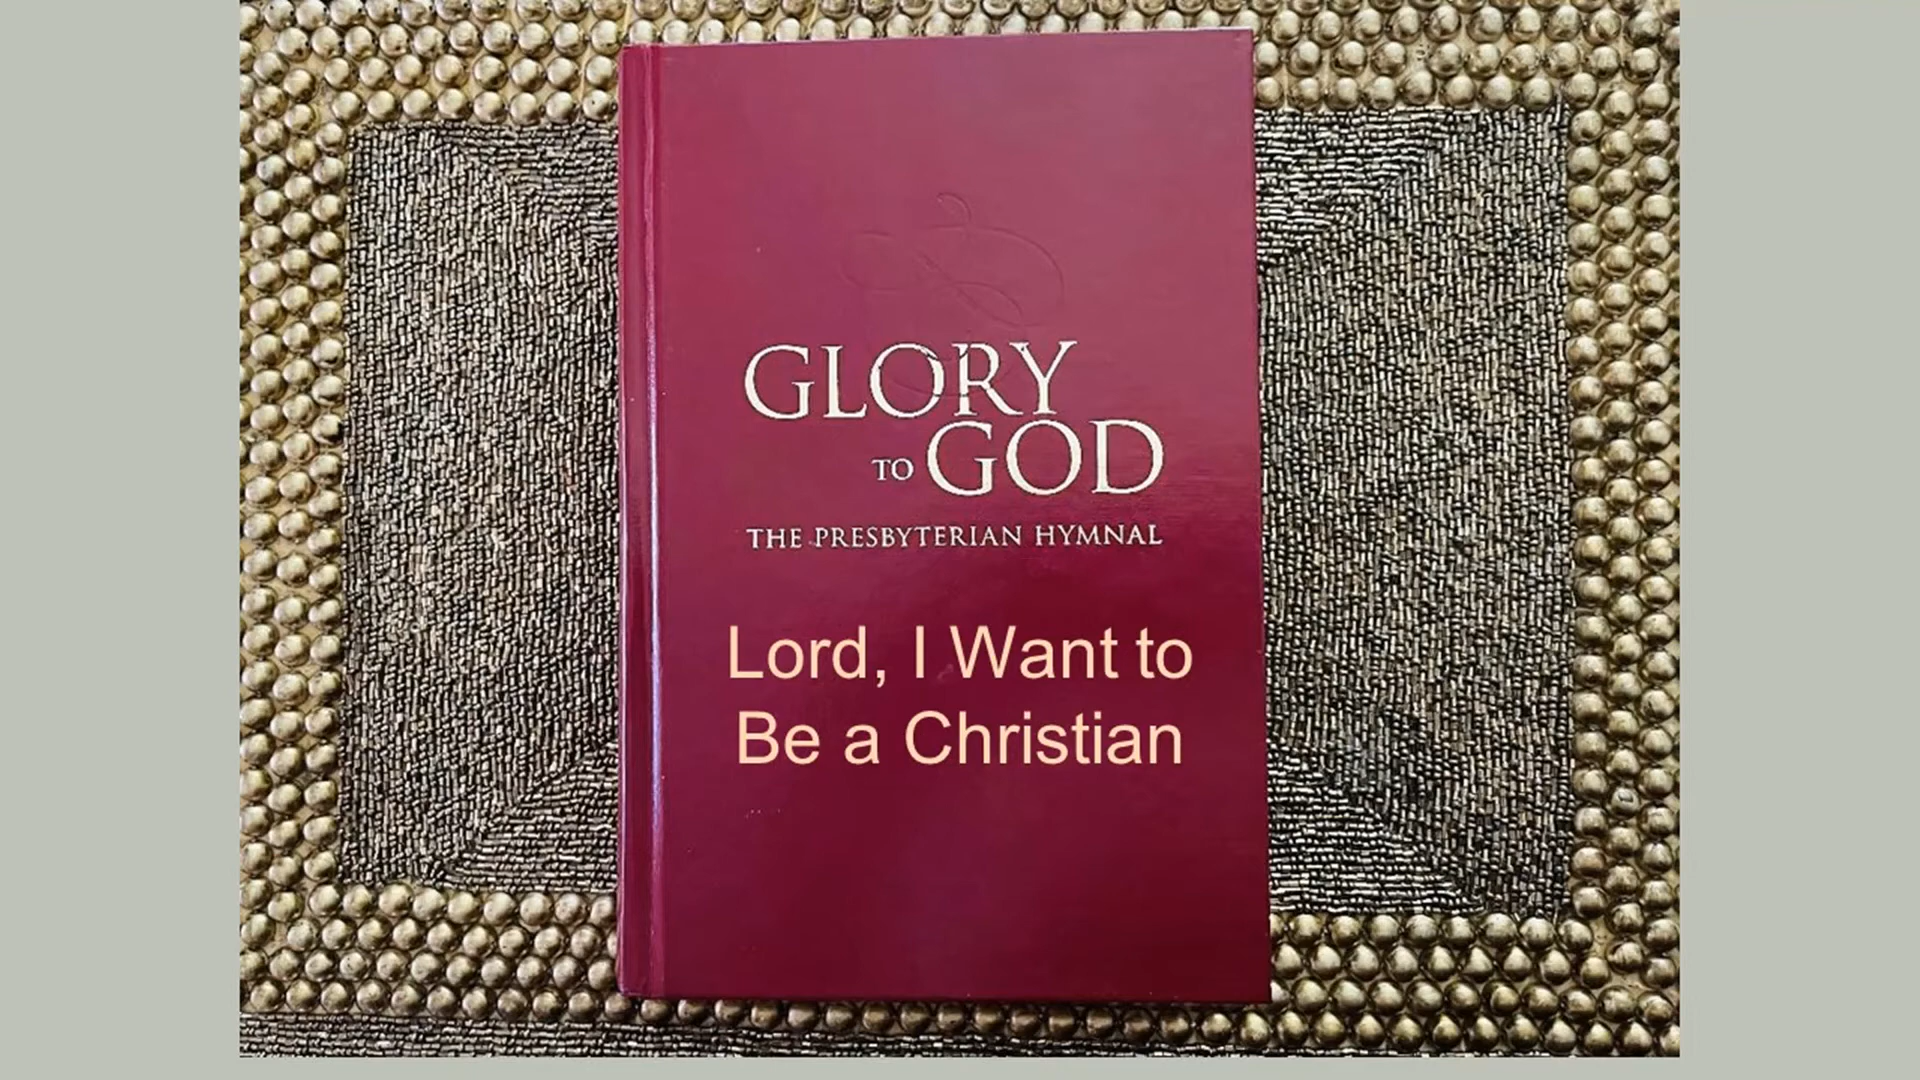 GLORY
TO GOD
THE PRESBYTERIAN HYMNAL
Lord, I Want to
Be a Christian